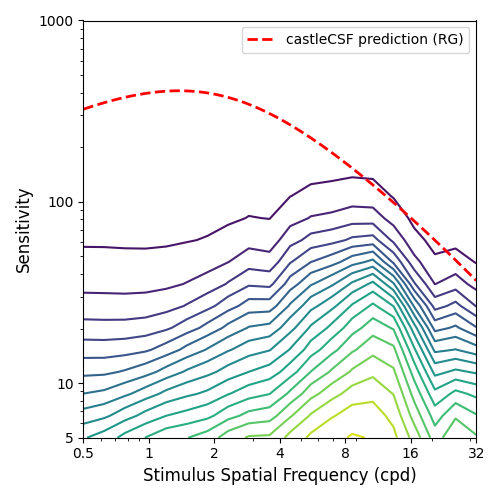 1000
castleCSF prediction (RG)
100
Sensitivity
10
5
0.5 1 2 4 8 16 32
Stimulus Spatial Frequency (cpd)